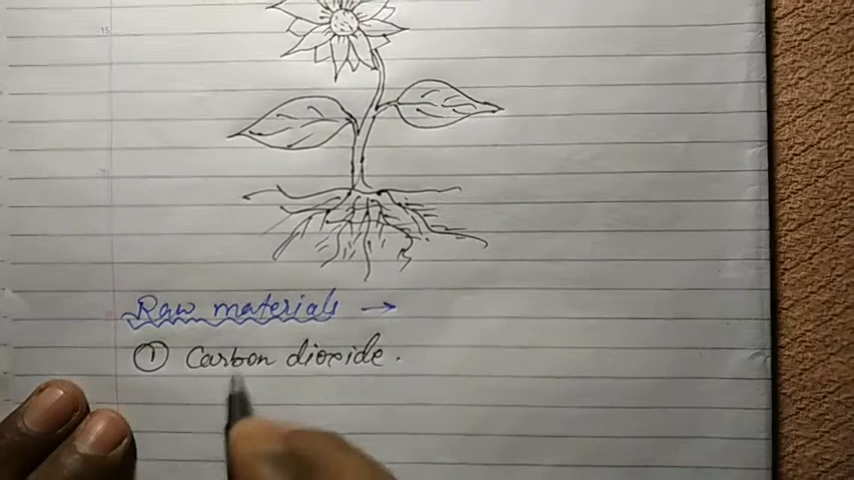 Raw materials →
① Carbon dioxide.